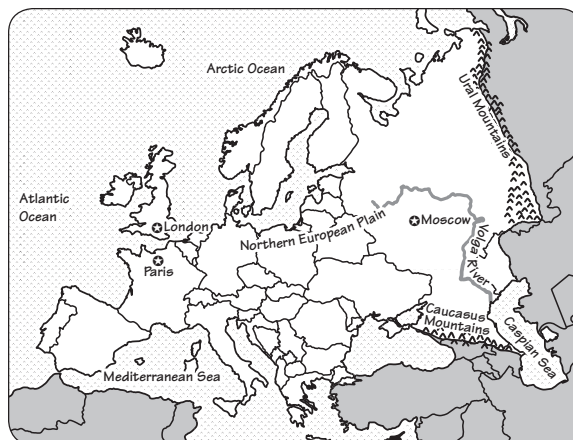 Arctic Ocean
Ural Mountains
Atlantic
Ocean
London
Northern European Plain
Moscow
Volga River
Paris
Caucasus
Mountains
Caspian Sea
Mediterranean Sea